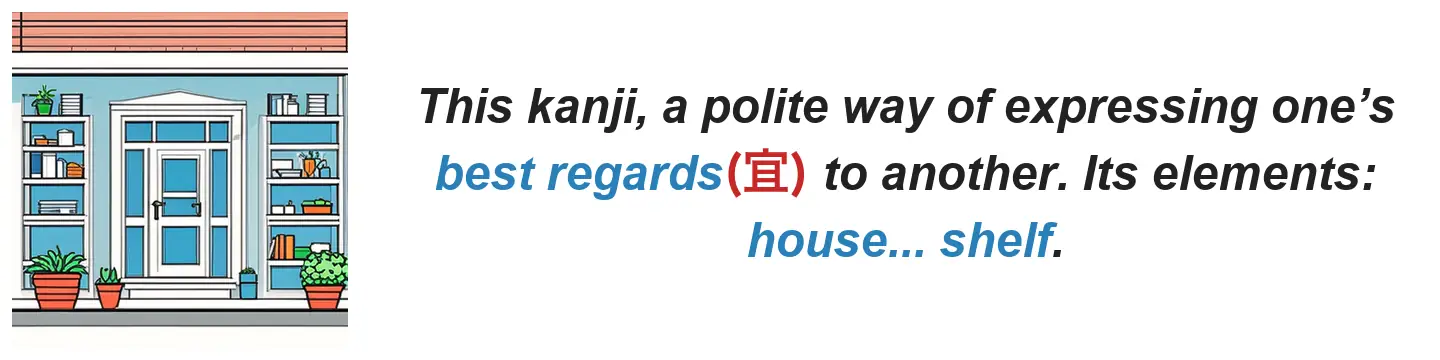 This kanji, a polite way of expressing one’s
best regards(宜) to another. Its elements:
house... shelf.